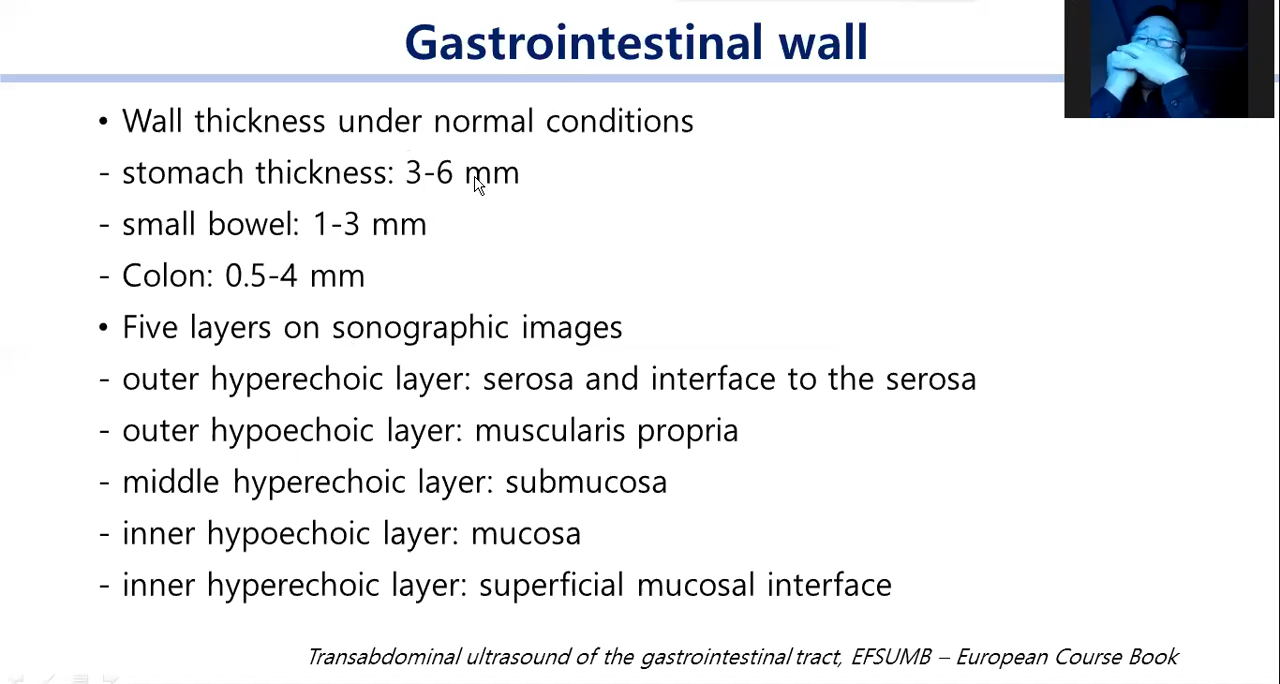 Gastrointestinal wall
• Wall thickness under normal conditions
- stomach thickness: 3-6 mm
- small bowel: 1-3 mm
- Colon: 0.5-4 mm
• Five layers on sonographic images
- outer hyperechoic layer: serosa and interface to the serosa
- outer hypoechoic layer: muscularis propria
- middle hyperechoic layer: submucosa
- inner hypoechoic layer: mucosa
- inner hyperechoic layer: superficial mucosal interface
Transabdominal ultrasound of the gastrointestinal tract, EFSUMB – European Course Book